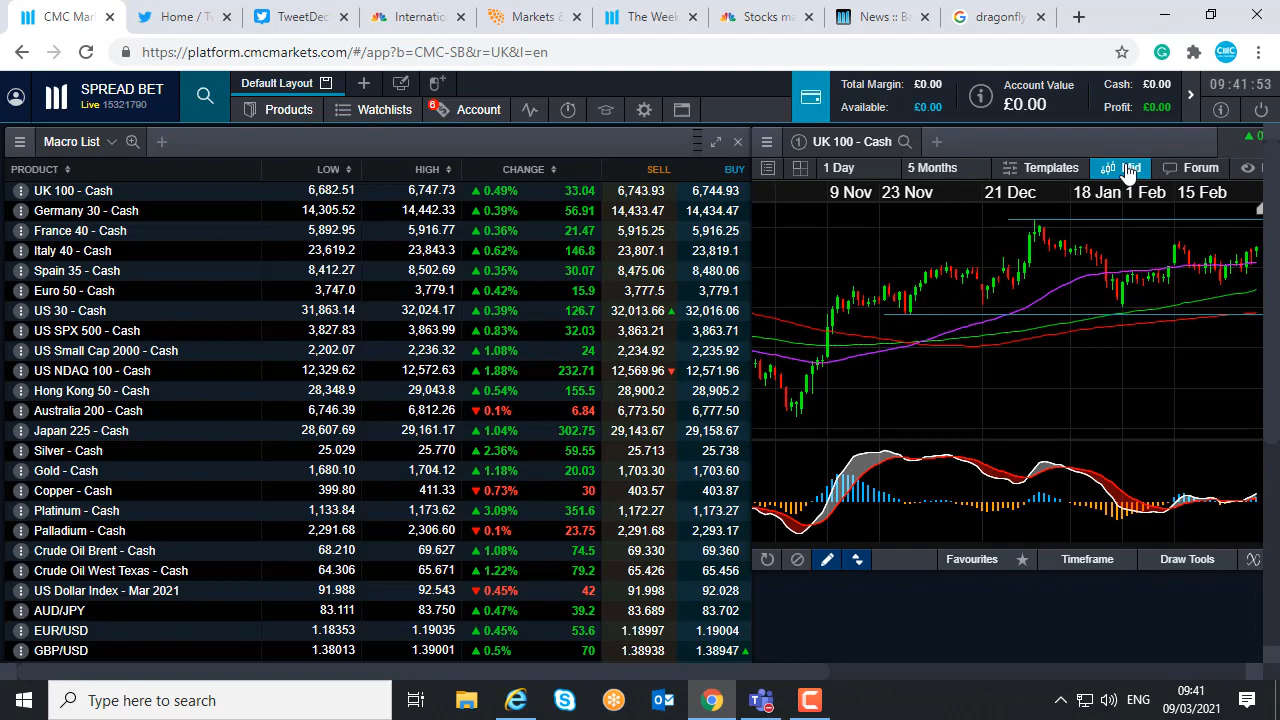 CMC Mar
Home / Tw
TweetDec
Internatio
Markets &
The Week
Stocks ma
News :: Ba
dragonfly
https://platform.cmcmarkets.com/#/app?b=CMC-SB&r=UK&l=en
SPREAD BET
Live 15321790
Default Layout
Products
Watchlists
6
Account
Total Margin: £0.00
Available: £0.00
Account Value
£0.00
Cash: £0.00
Profit: £0.00
09:41:53
Macro List
1 UK 100 - Cash
0
PRODUCT LOW HIGH CHANGE SELL BUY
1 Day
5 Months
Templates
Mid
Forum
UK 100 - Cash 6,682.51 6,747.73 0.49% 33.04 6,743.93 6,744.93
Germany 30 - Cash 14,305.52 14,442.33 0.39% 56.91 14,433.47 14,434.47
France 40 - Cash 5,892.95 5,916.77 0.36% 21.47 5,915.25 5,916.25
Italy 40 - Cash 23,619.2 23,843.3 0.62% 146.8 23,807.1 23,819.1
Spain 35 - Cash 8,412.27 8,502.69 0.35% 30.07 8,475.06 8,480.06
Euro 50 - Cash 3,747.0 3,779.1 0.42% 15.9 3,777.5 3,779.1
US 30 - Cash 31,863.14 32,024.17 0.39% 126.7 32,013.66 32,016.06
US SPX 500 - Cash 3,827.83 3,863.99 0.83% 32.03 3,863.21 3,863.71
US Small Cap 2000 - Cash 2,202.07 2,236.32 1.08% 24 2,234.92 2,235.92
US NDAQ 100 - Cash 12,329.62 12,572.63 1.88% 232.71 12,569.96 12,571.96
Hong Kong 50 - Cash 28,348.9 29,043.8 0.54% 155.5 28,900.2 28,905.2
Australia 200 - Cash 6,746.39 6,812.26 0.1% 6.84 6,773.50 6,777.50
Japan 225 - Cash 28,607.69 29,161.17 1.04% 302.75 29,143.67 29,158.67
Silver - Cash 25.029 25.770 2.36% 59.55 25.713 25.738
Gold - Cash 1,680.10 1,704.12 1.18% 20.03 1,703.30 1,703.60
Copper - Cash 399.80 411.33 0.73% 30 403.57 403.87
Platinum - Cash 1,133.84 1,173.62 3.09% 351.6 1,172.27 1,173.27
Palladium - Cash 2,291.68 2,306.60 0.1% 23.75 2,291.68 2,293.17
Crude Oil Brent - Cash 68.210 69.627 1.08% 74.5 69.330 69.360
Crude Oil West Texas - Cash 64.306 65.671 1.22% 79.2 65.426 65.456
US Dollar Index - Mar 2021 91.988 92.543 0.45% 42 91.998 92.028
AUD/JPY 83.111 83.750 0.47% 39.2 83.689 83.702
EUR/USD 1.18353 1.19035 0.45% 53.6 1.18997 1.19004
GBP/USD 1.38013 1.39001 0.5% 70 1.38938 1.38947
9 Nov 23 Nov 21 Dec 18 Jan 1 Feb 15 Feb
Favourites
Timeframe
Draw Tools
Type here to search
ENG
09:41
09/03/2021